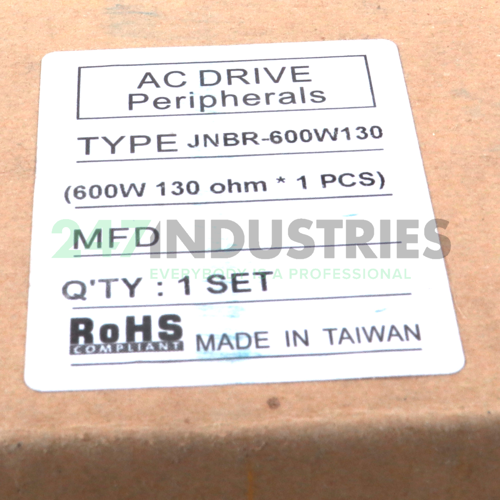 AC DRIVE
Peripherals
TYPE JNBR-600W130
(600W 130 ohm * 1 PCS)
247INDUSTRIES
MFD
EVERYBODY IS A PROFESSIONAL
Q'TY : 1 SET
RoHS
COMPLIANT
MADE IN TAIWAN